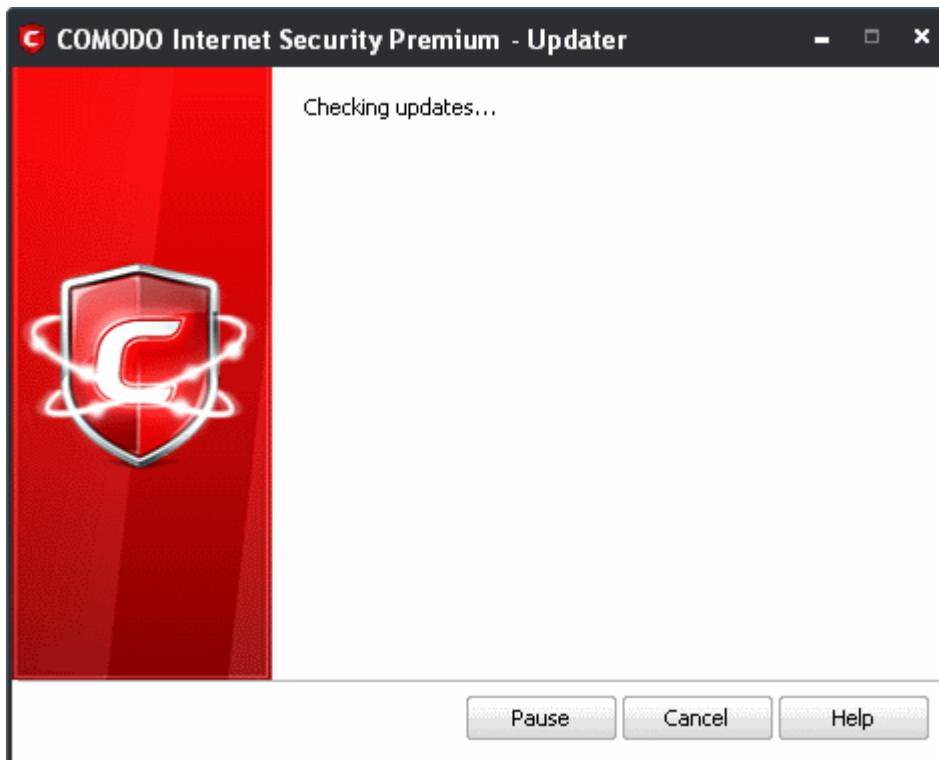 COMODO Internet Security Premium - Updater
Checking updates...
Pause Cancel Help